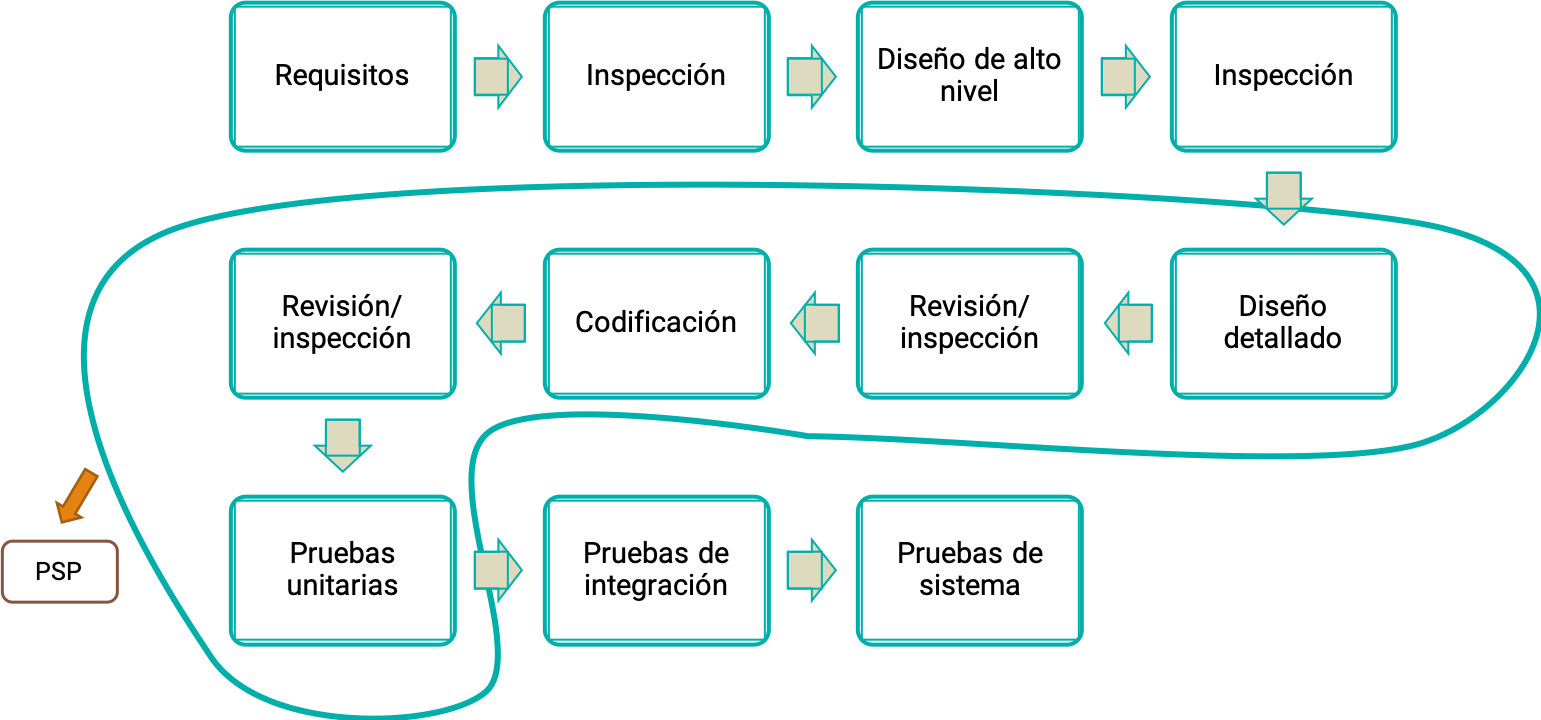 Requisitos
Inspección
Diseño de alto
nivel
Inspección
Revisión/
inspección
Codificación
Revisión/
inspección
Diseño
detallado
PSP
Pruebas
unitarias
Pruebas de
integración
Pruebas de
sistema